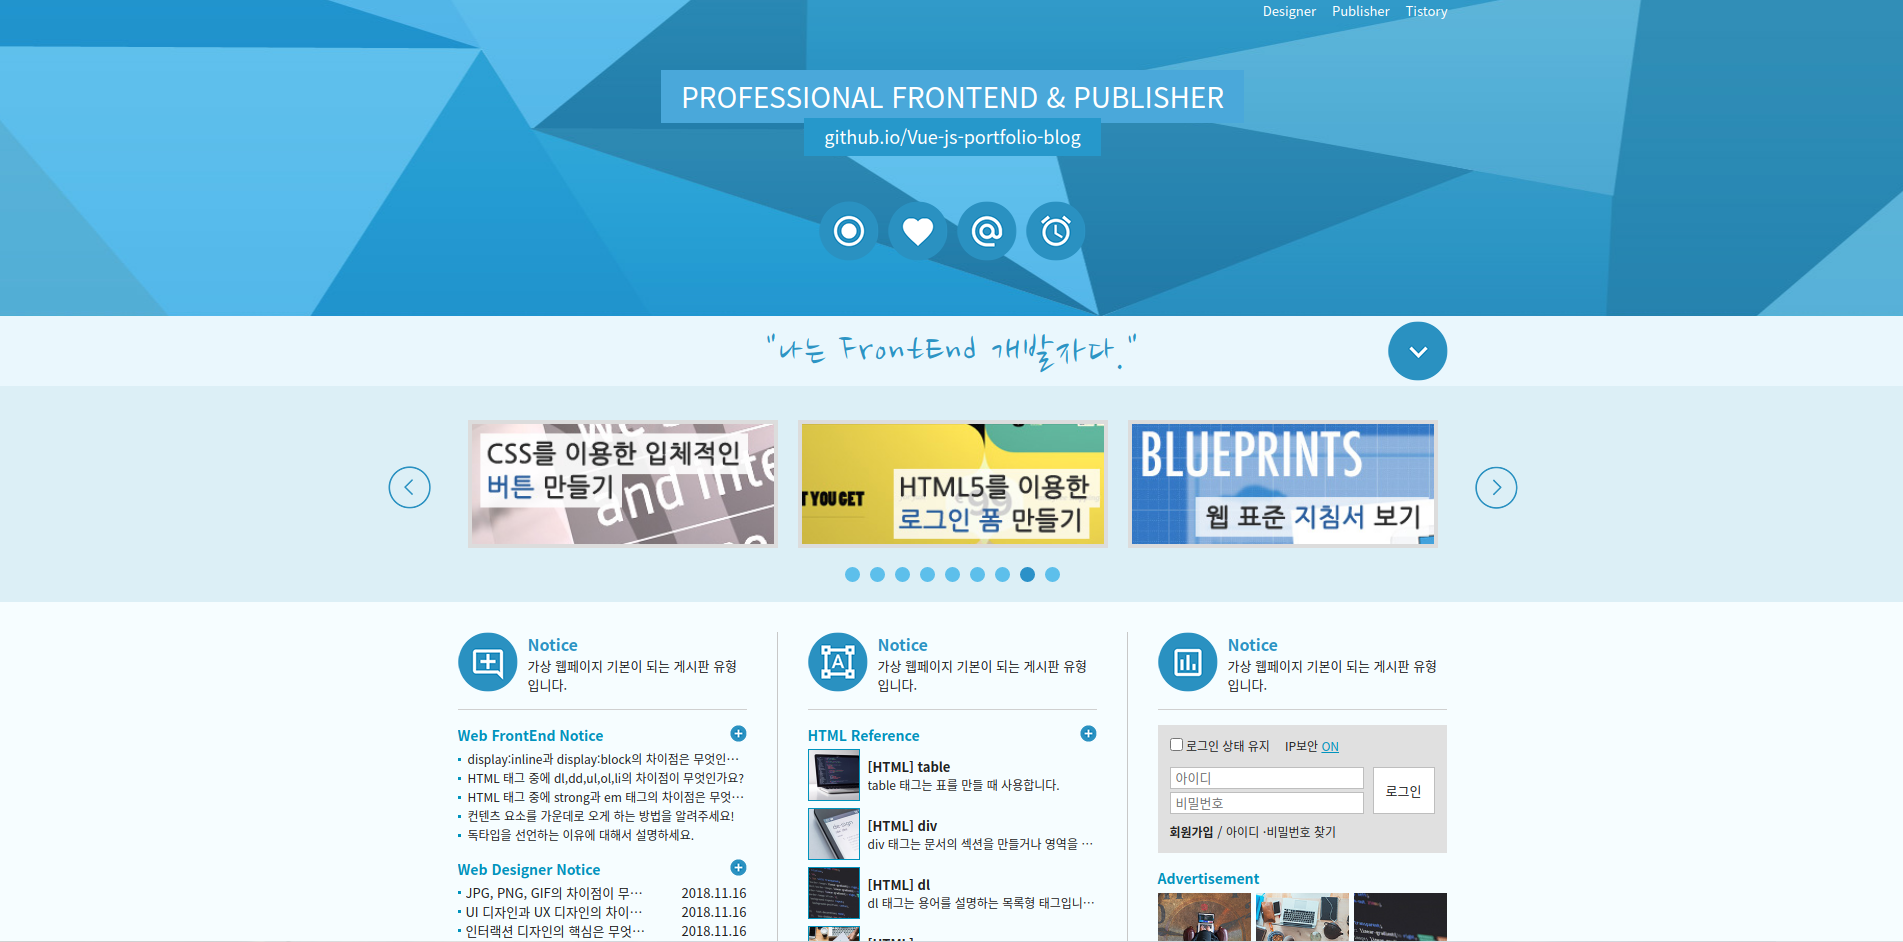 Designer Publisher Tistory
PROFESSIONAL FRONTEND & PUBLISHER
github.io/Vue-js-portfolio-blog
"나는 FrontEnd 개발자다."
CSS를 이용한 입체적인
버튼 만들기
and inte
T YOU GET
HTML5를 이용한
로그인 폼 만들기
BLUEPRINTS
웹 표준 지침서 보기
Notice
가상 웹페이지 기본이 되는 게시판 유형
입니다.
Web FrontEnd Notice
display:inline과 display:block의 차이점은 무엇인…
HTML 태그 중에 dl,dd,ul,ol,li의 차이점이 무엇인가요?
HTML 태그 중에 strong과 em 태그의 차이점은 무엇…
컨텐츠 요소를 가운데로 오게 하는 방법을 알려주세요!
독타입을 선언하는 이유에 대해서 설명하세요.
Web Designer Notice
JPG, PNG, GIF의 차이점이 무… 2018.11.16
UI 디자인과 UX 디자인의 차이… 2018.11.16
인터랙션 디자인의 핵심은 무엇… 2018.11.16
Notice
가상 웹페이지 기본이 되는 게시판 유형
입니다.
HTML Reference
[HTML] table
table 태그는 표를 만들 때 사용합니다.
[HTML] div
div 태그는 문서의 섹션을 만들거나 영역을 …
[HTML] dl
dl 태그는 용어를 설명하는 목록형 태그입니…
Notice
가상 웹페이지 기본이 되는 게시판 유형
입니다.
로그인 상태 유지 IP보안 ON
아이디
비밀번호
로그인
회원가입 / 아이디 ·비밀번호 찾기
Advertisement